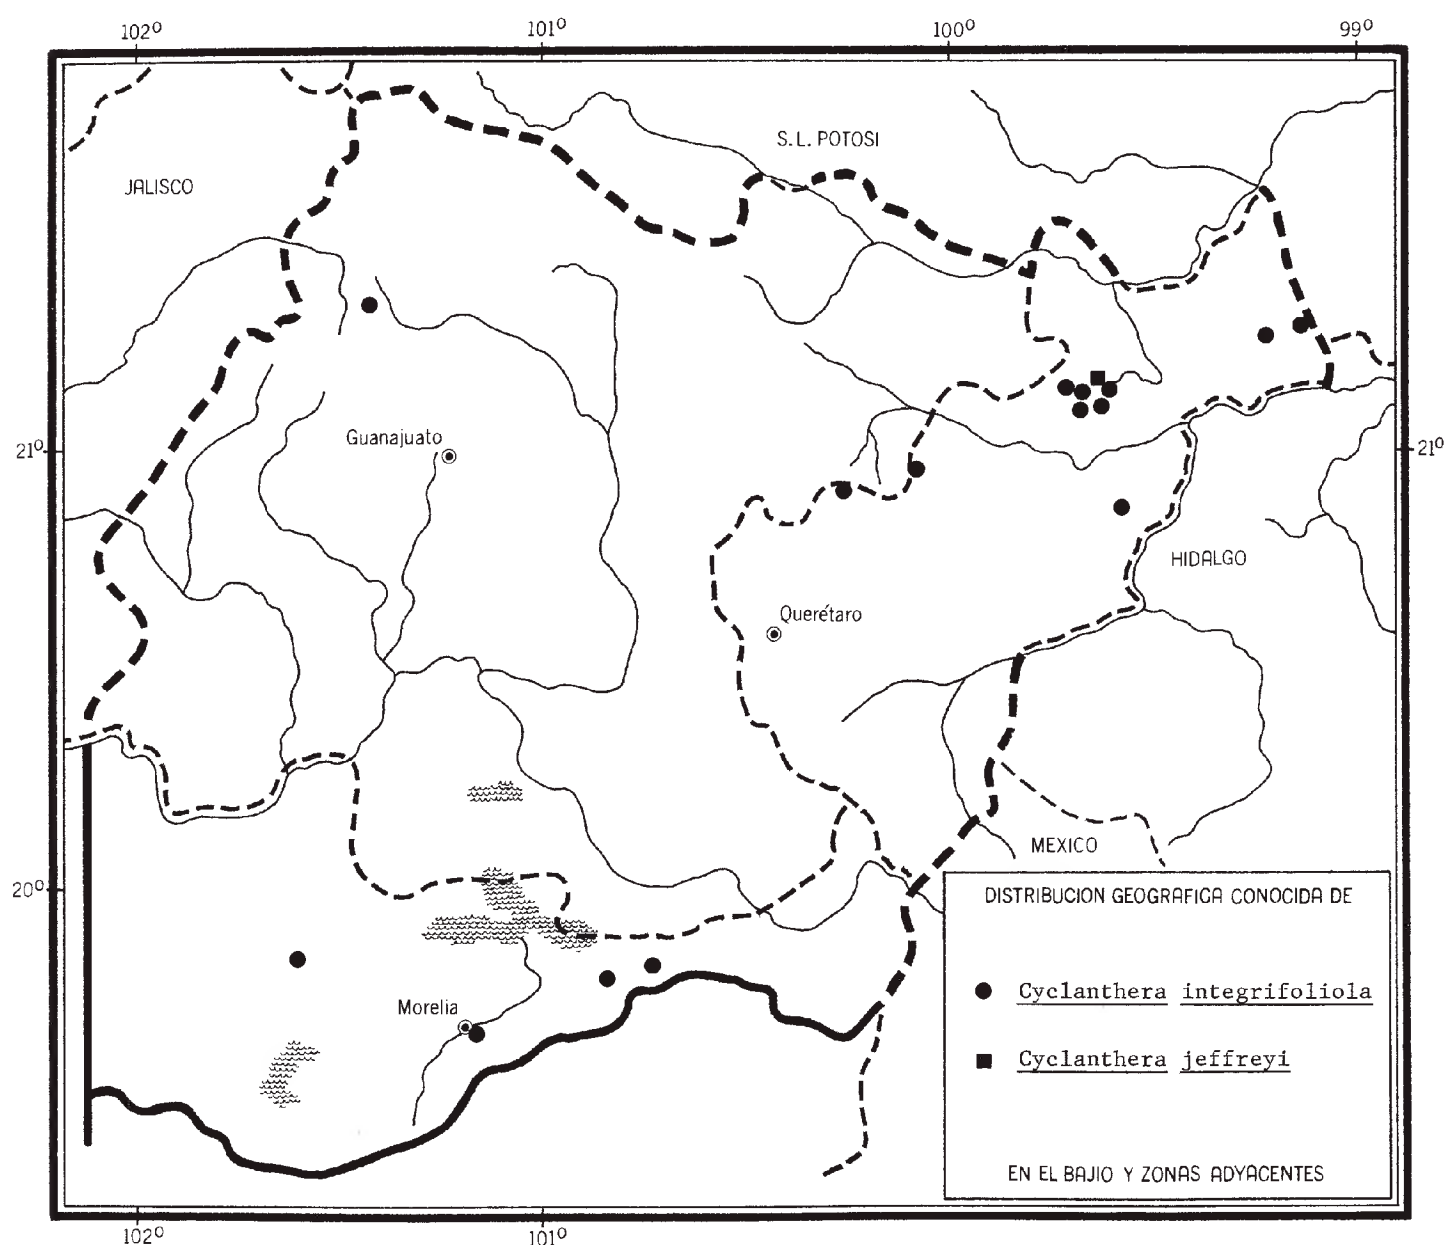 102º 101º 100º 99º
S.L. POTOSI
JALISCO
Guanajuato
21º
21º
HIDALGO
Querétaro
MEXICO
20º
DISTRIBUCION GEOGRAFICA CONOCIDA DE
Cyclanthera integrifoliola
Morelia
Cyclanthera jeffreyi
EN EL BAJIO Y ZONAS ADYACENTES
102º 101º